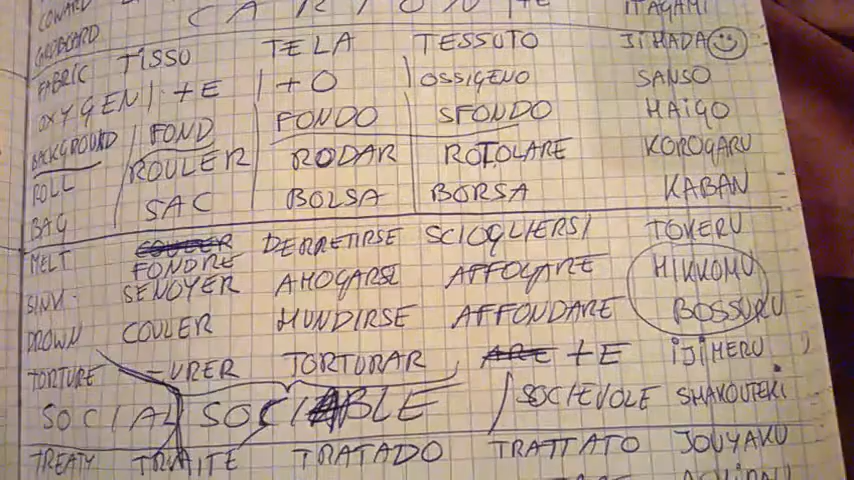 COWARD C A R T O N +E ITAGAMI
FABRIC TISSU TELA TESSUTO JIHADA
OXYGEN +E +O OSSIGENO SANSO
BACKGROUND FOND FONDO SFONDO HAIGO
ROLL ROULER RODAR ROTOLARE KOROGARU
BAG SAC BOLSA BORSA KABAN
MELT FONDRE DERRETIRSE SCIOGLIERSI TOKERU
SINK SENOYER AHOGARSE AFFOGARE HIKKOMU
DROWN COULER HUNDIRSE AFFONDARE BOSSURU
TORTURE -URER TORTURAR +E IJIMERU
SOCIAL SOCIABLE SOCIEVOLE SHAKOUTEKI
TREATY TRAITE TRATADO TRATTATO JOUYAKU